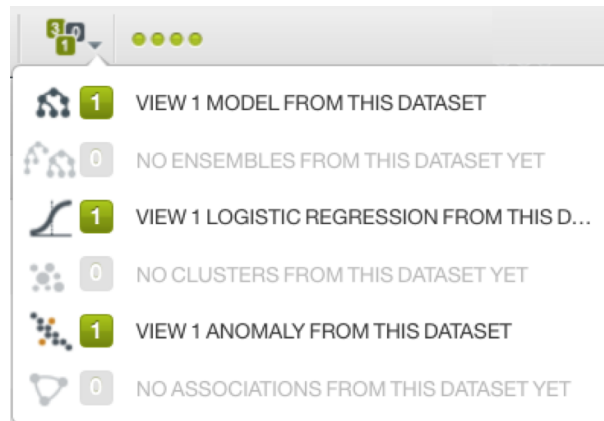 3 0
1
1 VIEW 1 MODEL FROM THIS DATASET
0 NO ENSEMBLES FROM THIS DATASET YET
1 VIEW 1 LOGISTIC REGRESSION FROM THIS D...
0 NO CLUSTERS FROM THIS DATASET YET
1 VIEW 1 ANOMALY FROM THIS DATASET
0 NO ASSOCIATIONS FROM THIS DATASET YET